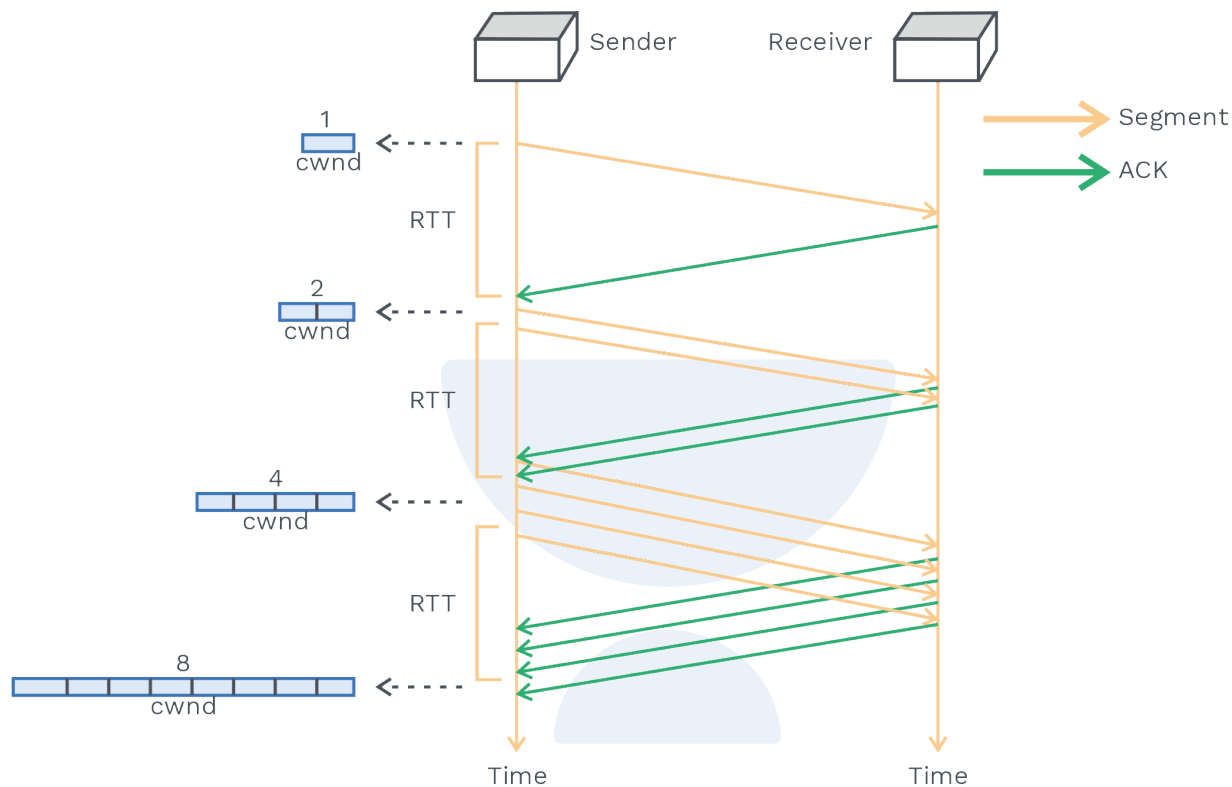 Sender
Receiver
Segment
ACK
1
cwnd
RTT
2
cwnd
RTT
4
cwnd
RTT
8
cwnd
Time
Time